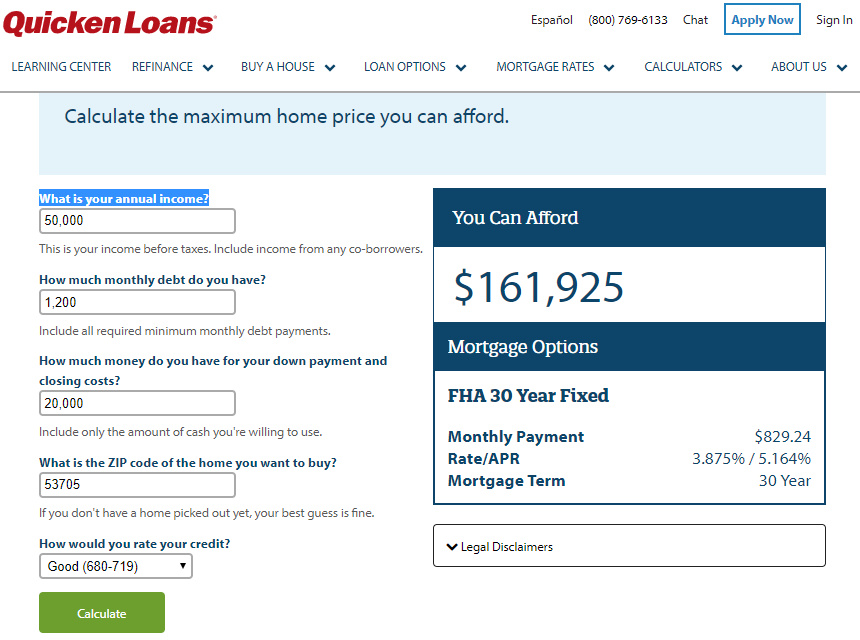 Quicken Loans
Español (800) 769-6133 Chat Apply Now Sign In
LEARNING CENTER REFINANCE BUY A HOUSE LOAN OPTIONS MORTGAGE RATES CALCULATORS ABOUT US
Calculate the maximum home price you can afford.
What is your annual income?
50,000
This is your income before taxes. Include income from any co-borrowers.
How much monthly debt do you have?
1,200
Include all required minimum monthly debt payments.
How much money do you have for your down payment and
closing costs?
20,000
Include only the amount of cash you're willing to use.
What is the ZIP code of the home you want to buy?
53705
If you don't have a home picked out yet, your best guess is fine.
How would you rate your credit?
Good (680-719)
Calculate
You Can Afford
$161,925
Mortgage Options
FHA 30 Year Fixed
Monthly Payment $829.24
Rate/APR 3.875% / 5.164%
Mortgage Term 30 Year
Legal Disclaimers